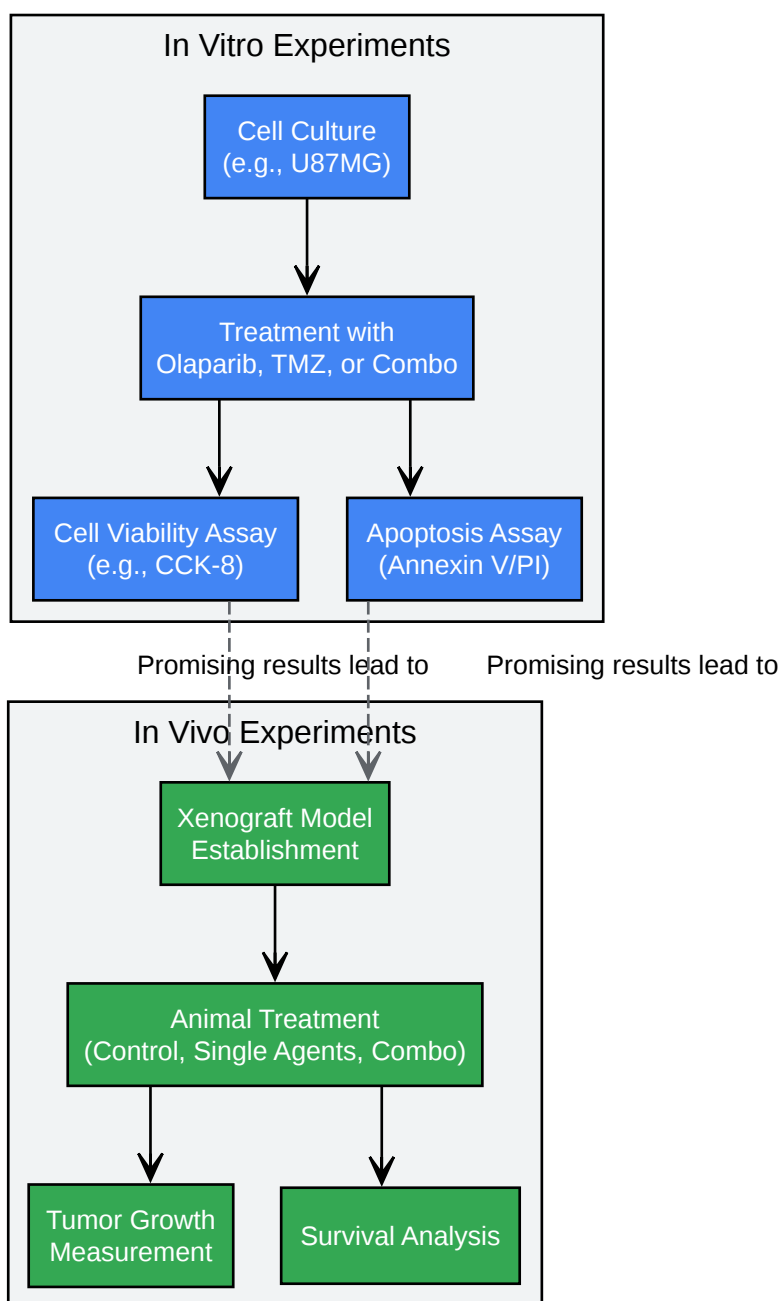 In Vitro Experiments
Cell Culture
(e.g., U87MG)
Treatment with
Olaparib, TMZ, or Combo
Cell Viability Assay
(e.g., CCK-8)
Apoptosis Assay
(Annexin V/PI)
Promising results lead to
Promising results lead to
In Vivo Experiments
Xenograft Model
Establishment
Animal Treatment
(Control, Single Agents, Combo)
Tumor Growth
Measurement
Survival Analysis